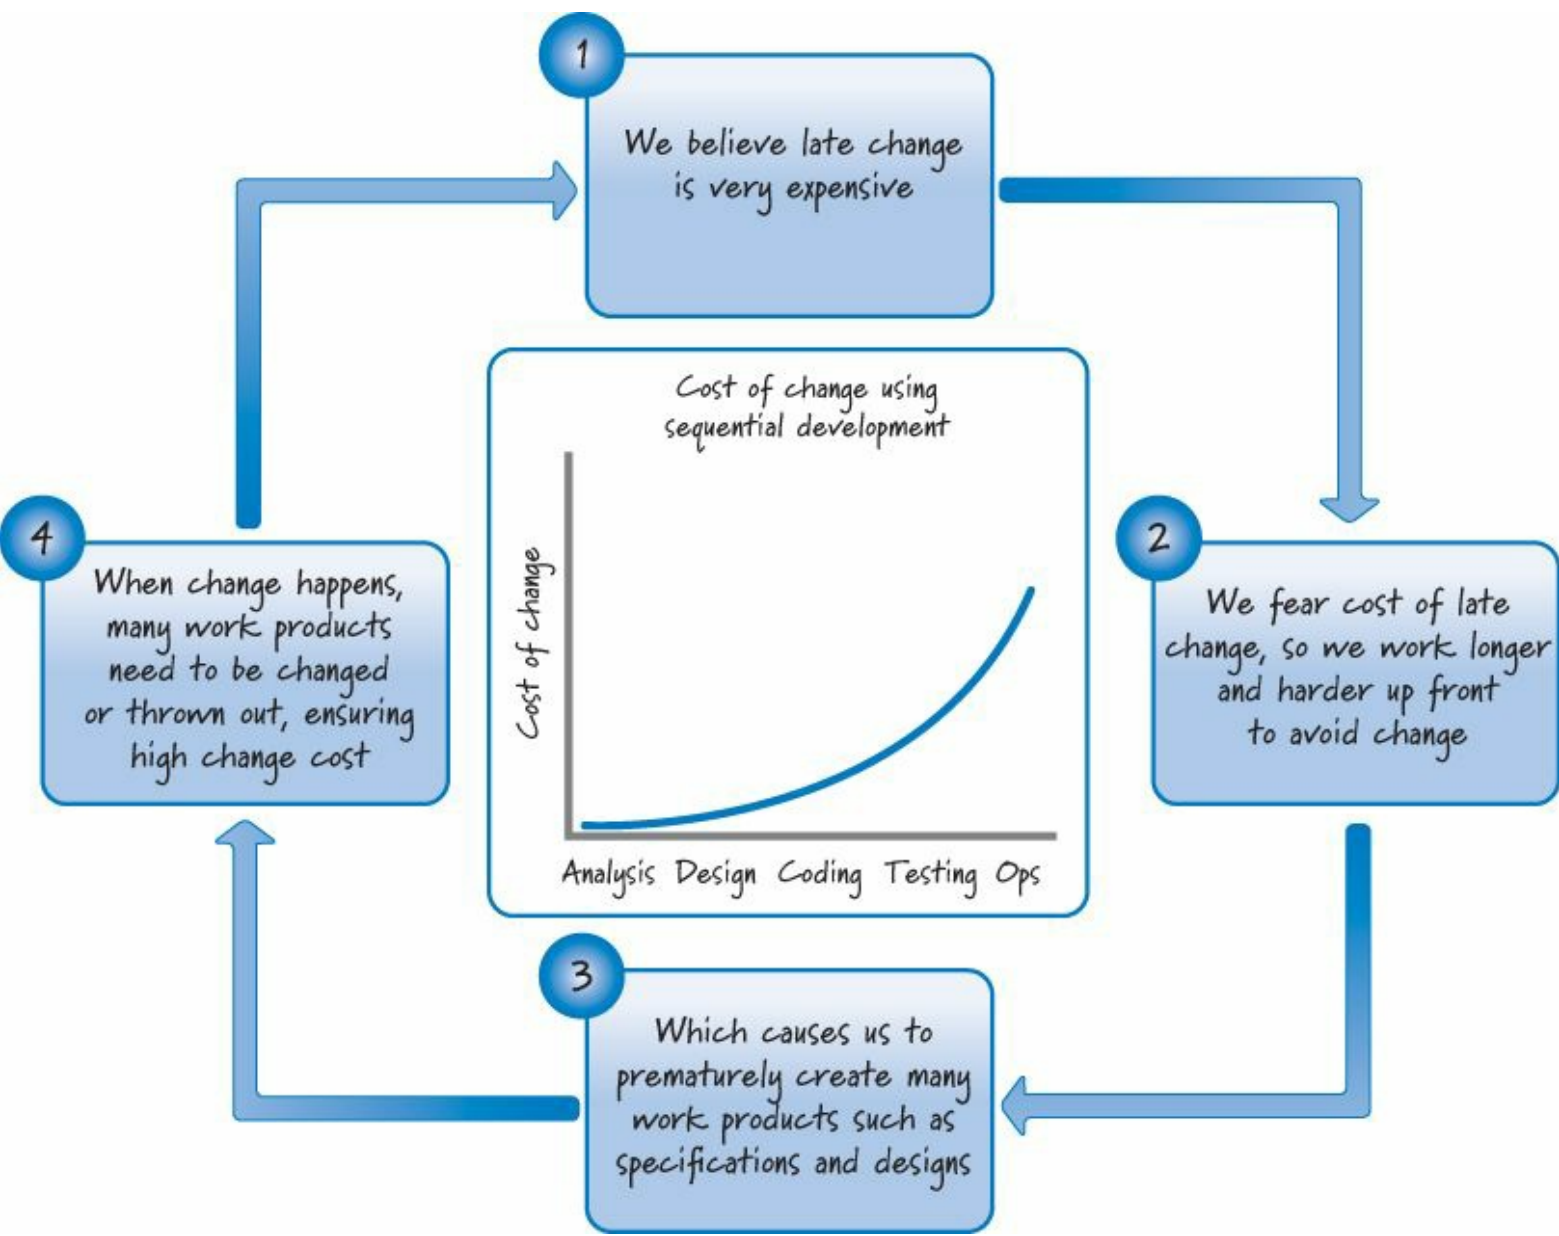 1
We believe late change
is very expensive
2
We fear cost of late
change, so we work longer
and harder up front
to avoid change
3
Which causes us to
prematurely create many
work products such as
specifications and designs
4
When change happens,
many work products
need to be changed
or thrown out, ensuring
high change cost
Cost of change using
sequential development
Cost of change
Analysis Design Coding Testing Ops